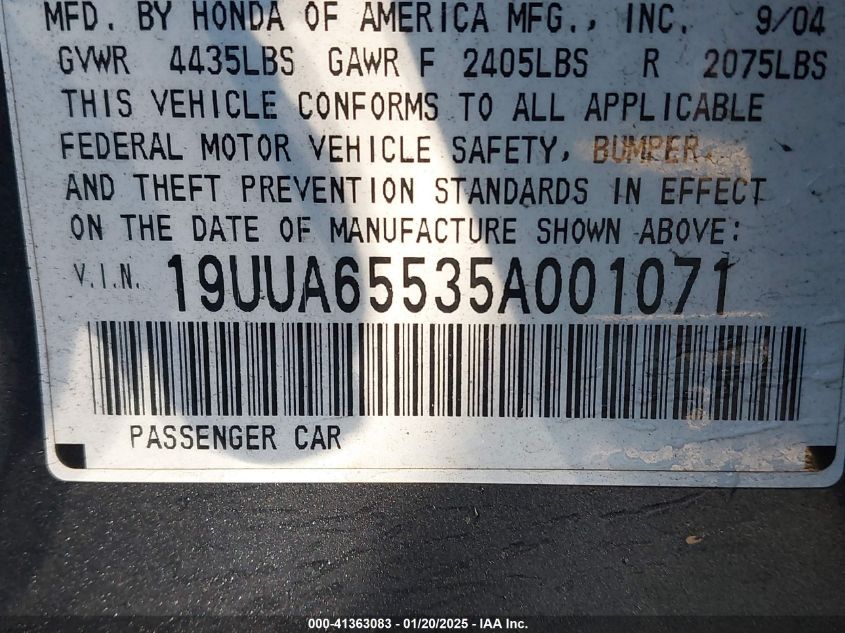 MFD. BY HONDA OF AMERICA MFG., INC. 9/04
GVWR 4435LBS GAWR F 2405LBS R 2075LBS
THIS VEHICLE CONFORMS TO ALL APPLICABLE
FEDERAL MOTOR VEHICLE SAFETY, BUMPER,
AND THEFT PREVENTION STANDARDS IN EFFECT
ON THE DATE OF MANUFACTURE SHOWN ABOVE:
V.I.N. 19UUA65535A001071
PASSENGER CAR
000-41363083 - 01/20/2025 - IAA Inc.